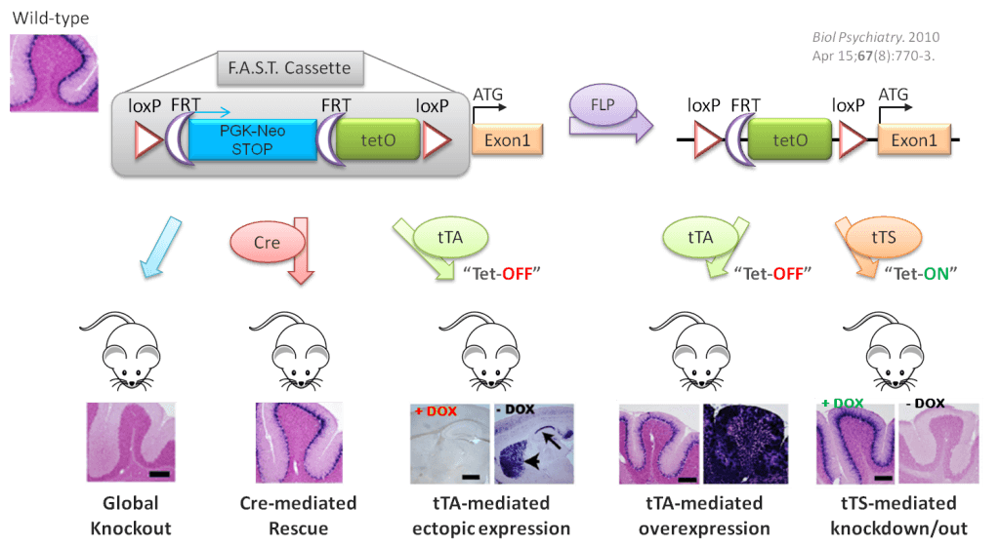 Wild-type
Biol Psychiatry. 2010
Apr 15;67(8):770-3.
F.A.S.T. Cassette
loxP
FRT
FRT
loxP
ATG
PGK-Neo
STOP
tetO
Exon1
FLP
loxP
FRT
ATG
tetO
Exon1
Cre
tTA
"Tet-OFF"
tTA
"Tet-OFF"
tTS
"Tet-ON"
+ DOX
- DOX
+ DOX
- DOX
Global
Knockout
Cre-mediated
Rescue
tTA-mediated
ectopic expression
tTA-mediated
overexpression
tTS-mediated
knockdown/out